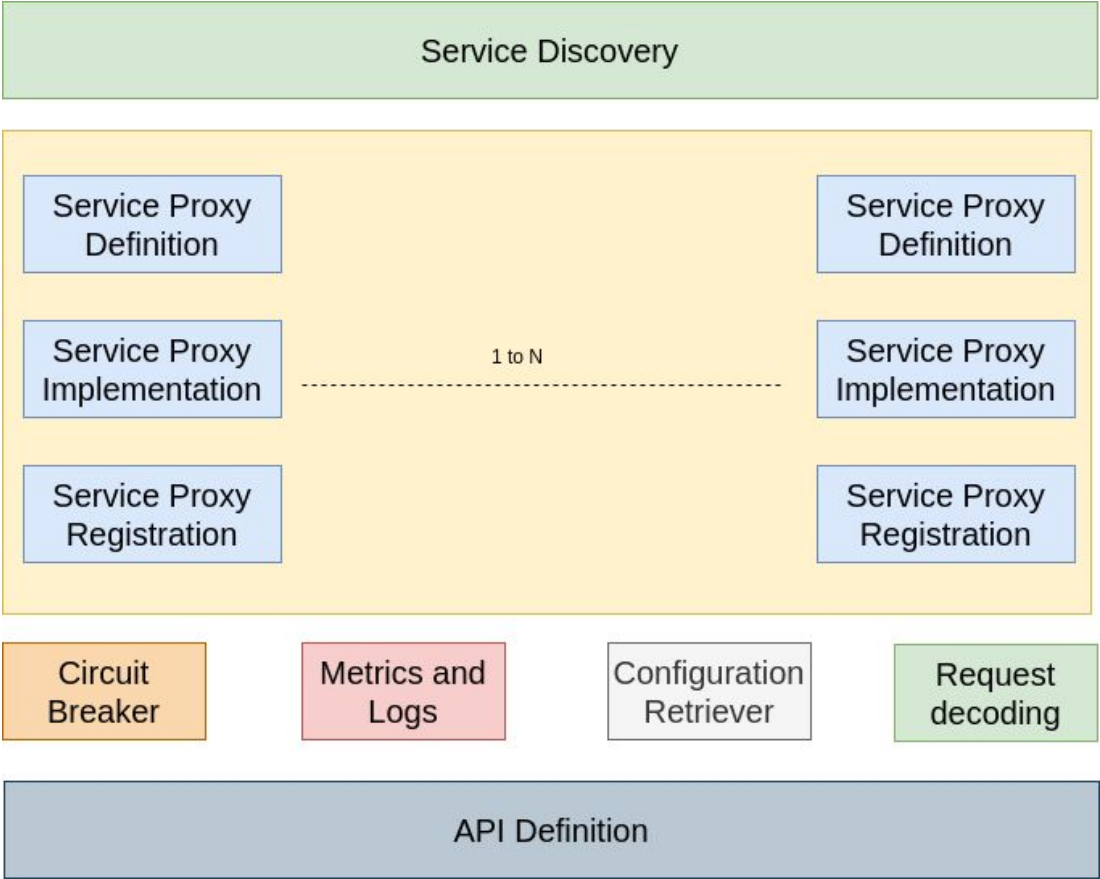 Service Discovery
Service Proxy
Definition
Service Proxy
Definition
Service Proxy
Implementation
1 to N
Service Proxy
Implementation
Service Proxy
Registration
Service Proxy
Registration
Circuit
Breaker
Metrics and
Logs
Configuration
Retriever
Request
decoding
API Definition